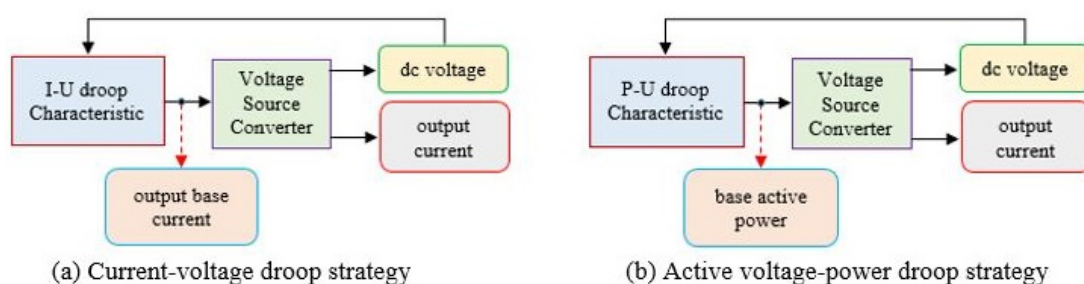 I-U droop
Characteristic
Voltage
Source
Converter
dc voltage
output
current
output base
current
(a) Current-voltage droop strategy
P-U droop
Characteristic
Voltage
Source
Converter
dc voltage
output
current
base active
power
(b) Active voltage-power droop strategy